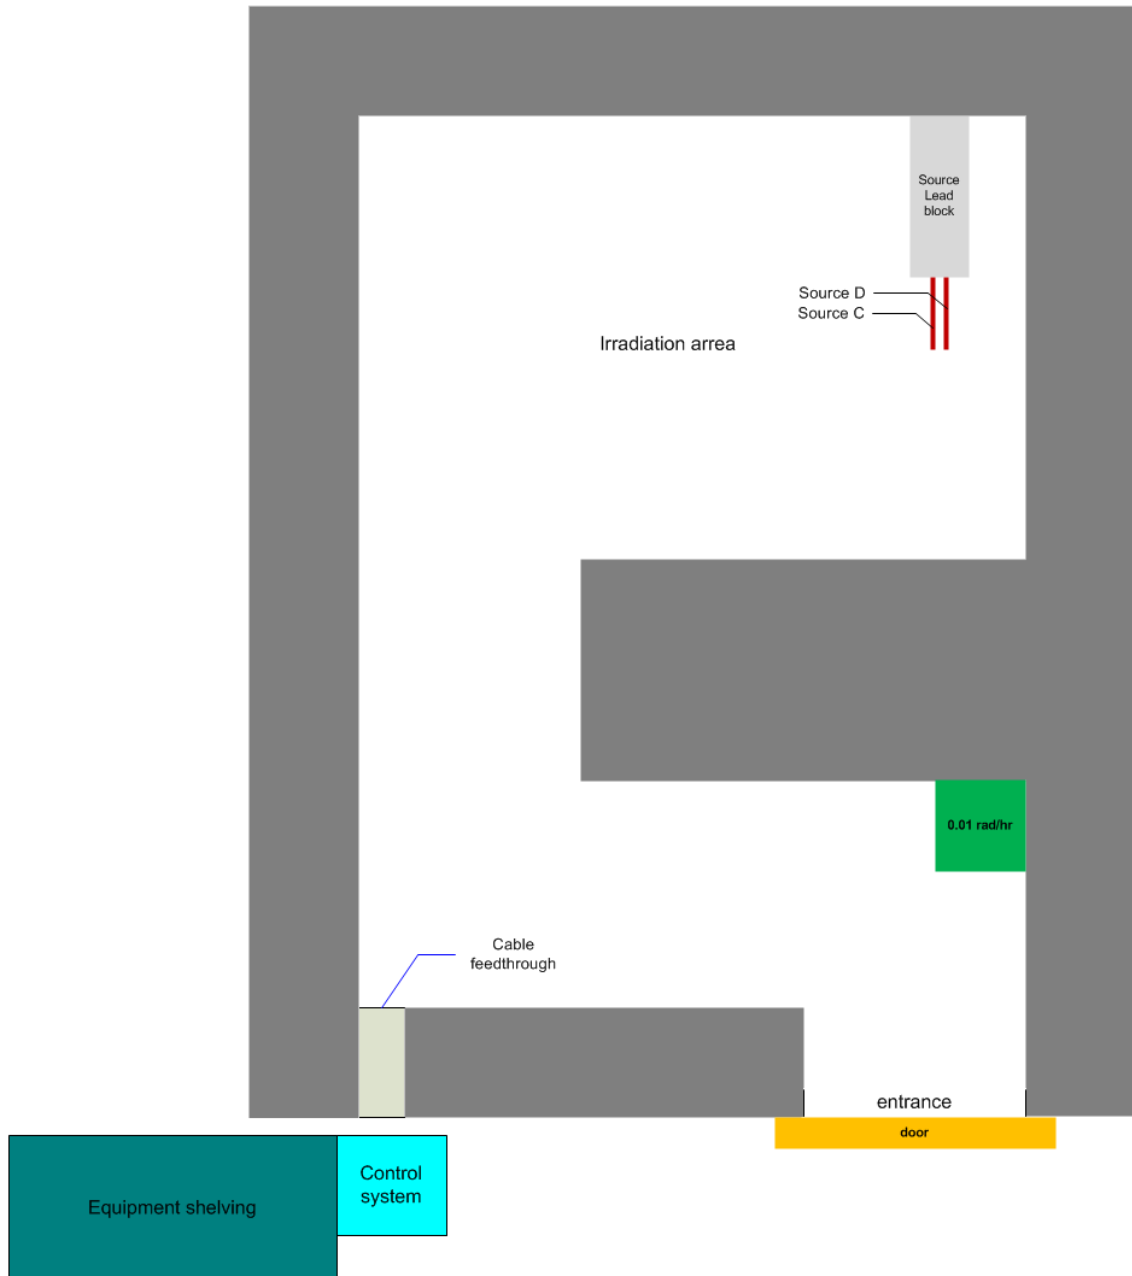 Source
Lead
block
Source D
Source C
Irradiation arrea
0.01 rad/hr
Cable
feedthrough
entrance
door
Control
system
Equipment shelving